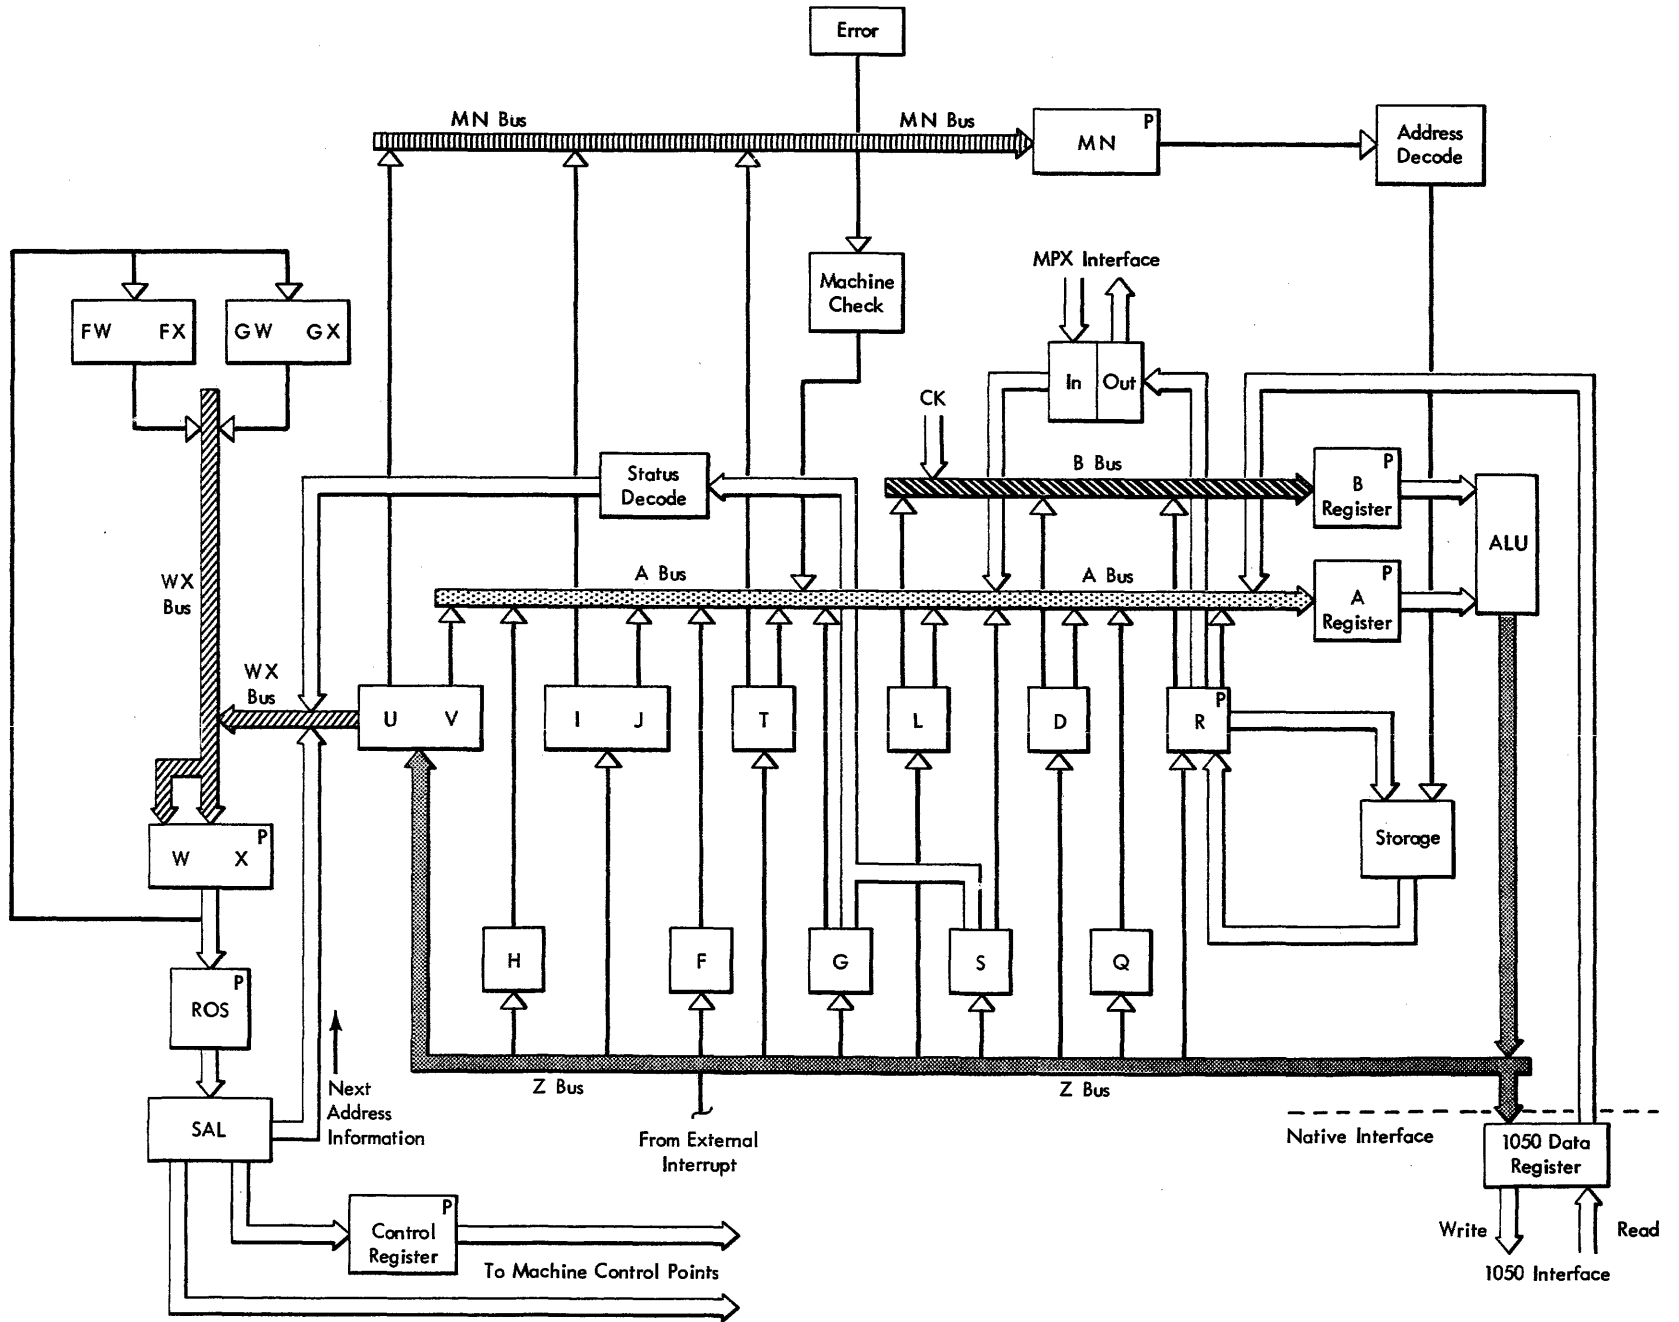 Error
MN Bus
MN Bus
P
MN
Address
Decode
Machine
Check
MPX Interface
In
Out
FW
FX
GW
GX
CK
Status
Decode
B Bus
P
B
Register
ALU
A Bus
A Bus
P
A
Register
WX
Bus
WX
Bus
U
V
I
J
T
L
D
P
R
Storage
P
W
X
H
F
G
S
Q
P
ROS
Z Bus
Z Bus
Next
Address
Information
SAL
From External
Interrupt
Native Interface
1050 Data
Register
P
Control
Register
To Machine Control Points
Write
Read
1050 Interface